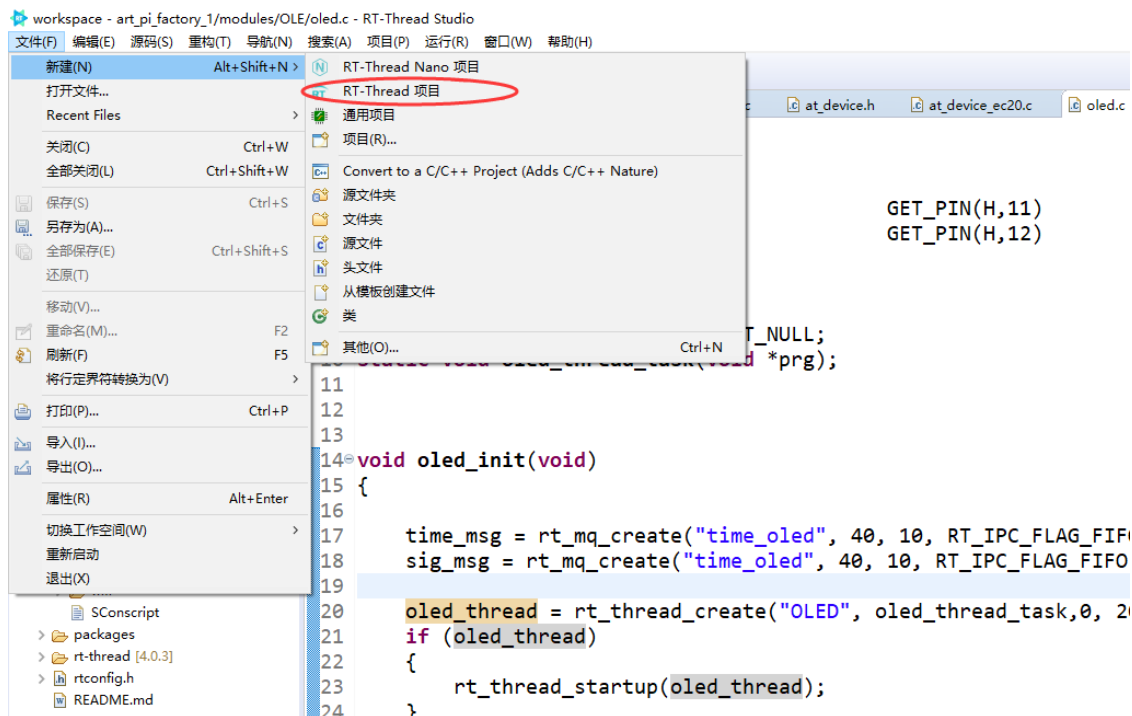 workspace - art_pi_factory_1/modules/OLE/oled.c - RT-Thread Studio
文件(F) 编辑(E) 源码(S) 重构(T) 导航(N) 搜索(A) 项目(P) 运行(R) 窗口(W) 帮助(H)
新建(N) Alt+Shift+N >
打开文件...
Recent Files >
关闭(C) Ctrl+W
全部关闭(L) Ctrl+Shift+W
保存(S) Ctrl+S
另存为(A)...
全部保存(E) Ctrl+Shift+S
还原(T)
移动(V)...
重命名(M)... F2
刷新(F) F5
将行定界符转换为(V) >
打印(P)... Ctrl+P
导入(I)...
导出(O)...
属性(R) Alt+Enter
切换工作空间(W) >
重新启动
退出(X)
RT-Thread Nano 项目
RT-Thread 项目
通用项目
项目(R)...
Convert to a C/C++ Project (Adds C/C++ Nature)
源文件夹
文件夹
源文件
头文件
从模板创建文件
类
其他(O)... Ctrl+N
at_device.h at_device_ec20.c oled.c
GET_PIN(H,11)
GET_PIN(H,12)
T_NULL;
*prg);
11
12
13
14 void oled_init(void)
15 {
16
17 time_msg = rt_mq_create("time_oled", 40, 10, RT_IPC_FLAG_FIFO
18 sig_msg = rt_mq_create("time_oled", 40, 10, RT_IPC_FLAG_FIFO
19
20 oled_thread = rt_thread_create("OLED", oled_thread_task,0, 20
21 if (oled_thread)
22 {
23 rt_thread_startup(oled_thread);
24 }
SConscript
packages
rt-thread [4.0.3]
rtconfig.h
README.md